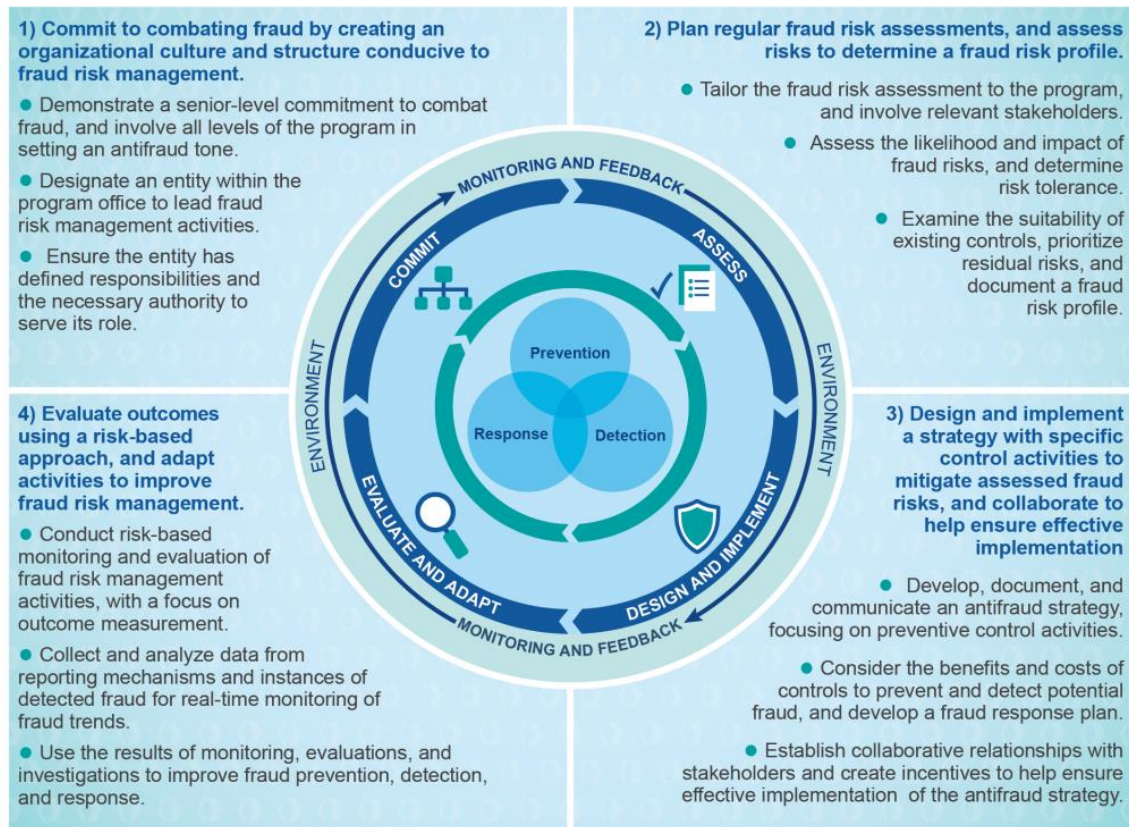 1) Commit to combating fraud by creating an
organizational culture and structure conducive to
fraud risk management.
● Demonstrate a senior-level commitment to combat
fraud, and involve all levels of the program in
setting an antifraud tone.
● Designate an entity within the
program office to lead fraud
risk management activities.
● Ensure the entity has
defined responsibilities and
the necessary authority to
serve its role.
2) Plan regular fraud risk assessments, and assess
risks to determine a fraud risk profile.
● Tailor the fraud risk assessment to the program,
and involve relevant stakeholders.
● Assess the likelihood and impact of
fraud risks, and determine
risk tolerance.
● Examine the suitability of
existing controls, prioritize
residual risks, and
document a fraud
risk profile.
MONITORING AND FEEDBACK
COMMIT
ASSESS
ENVIRONMENT
ENVIRONMENT
Prevention
Response
Detection
EVALUATE AND ADAPT
DESIGN AND IMPLEMENT
MONITORING AND FEEDBACK
4) Evaluate outcomes
using a risk-based
approach, and adapt
activities to improve
fraud risk management.
● Conduct risk-based
monitoring and evaluation of
fraud risk management
activities, with a focus on
outcome measurement.
● Collect and analyze data from
reporting mechanisms and instances of
detected fraud for real-time monitoring of
fraud trends.
● Use the results of monitoring, evaluations, and
investigations to improve fraud prevention, detection,
and response.
3) Design and implement
a strategy with specific
control activities to
mitigate assessed fraud
risks, and collaborate to
help ensure effective
implementation
● Develop, document, and
communicate an antifraud strategy,
focusing on preventive control activities.
● Consider the benefits and costs of
controls to prevent and detect potential
fraud, and develop a fraud response plan.
● Establish collaborative relationships with
stakeholders and create incentives to help ensure
effective implementation of the antifraud strategy.